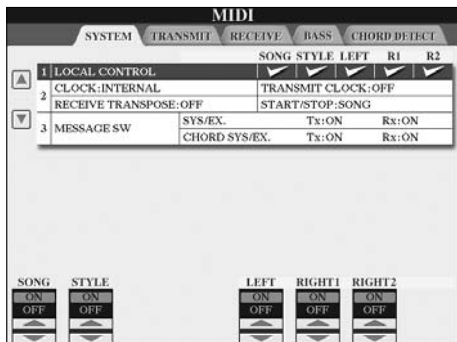 MIDI
SYSTEM TRANSMIT RECEIVE BASS CHORD DETECT
SONG STYLE LEFT R1 R2
1 LOCAL CONTROL
2 CLOCK:INTERNAL TRANSMIT CLOCK:OFF
RECEIVE TRANSPOSE:OFF START/STOP:SONG
3 MESSAGE SW SYS/EX. Tx:ON Rx:ON
CHORD SYS/EX. Tx:ON Rx:ON
SONG STYLE LEFT RIGHT1 RIGHT2
ON ON ON ON ON
OFF OFF OFF OFF OFF